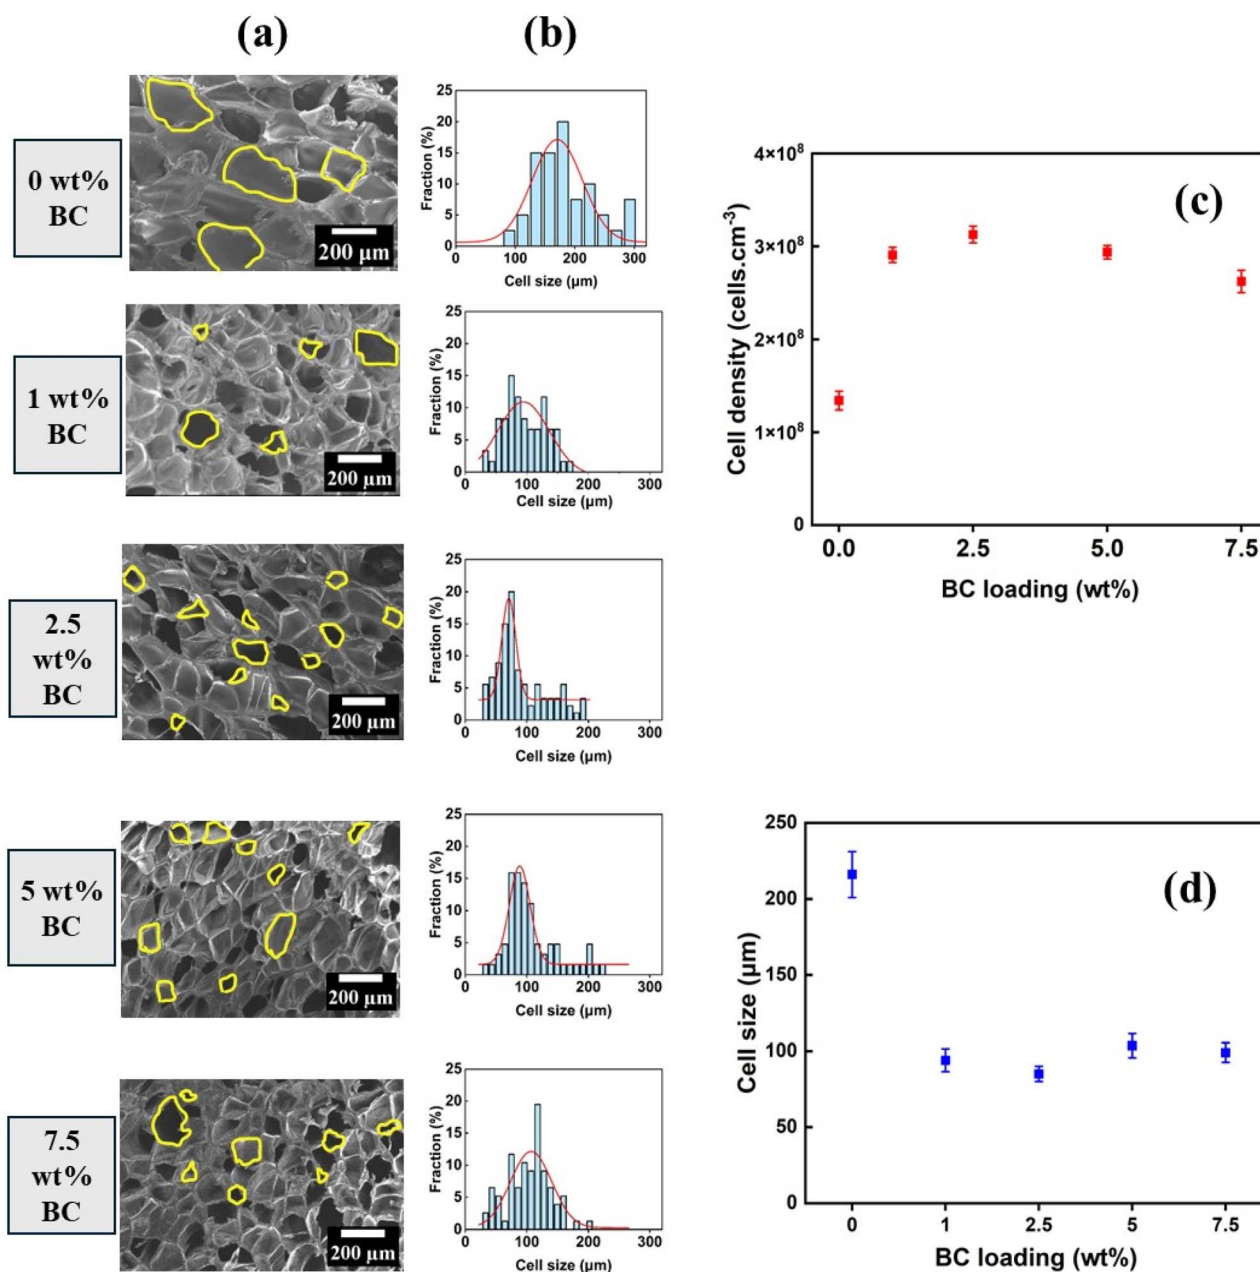 (a)
(b)
0 wt%
BC
200 µm
25
20
15
10
5
0
Fraction (%)
0
100
200
300
Cell size (µm)
1 wt%
BC
200 µm
25
20
15
10
5
0
Fraction (%)
0
100
200
300
Cell size (µm)
2.5
wt%
BC
200 µm
25
20
15
10
5
0
Fraction (%)
0
100
200
300
Cell size (µm)
5 wt%
BC
200 µm
25
20
15
10
5
0
Fraction (%)
0
100
200
300
Cell size (µm)
7.5
wt%
BC
200 µm
25
20
15
10
5
0
Fraction (%)
0
100
200
300
Cell size (µm)
(c)
4×10⁸
3×10⁸
2×10⁸
1×10⁸
0
Cell density (cells.cm⁻³)
0.0
2.5
5.0
7.5
BC loading (wt%)
(d)
250
200
150
100
50
0
Cell size (µm)
0
1
2.5
5
7.5
BC loading (wt%)